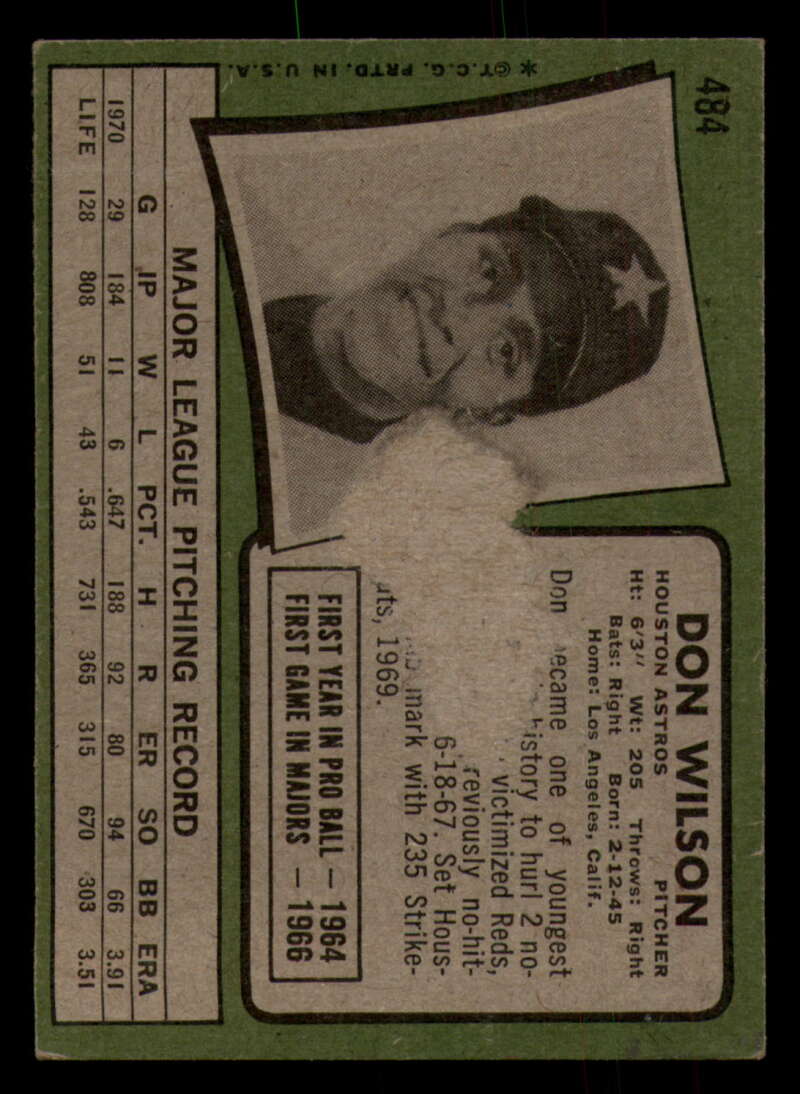 484
* ©T.C.G. PRTD. IN U.S.A.
DON WILSON
HOUSTON ASTROS PITCHER
Ht: 6'3" Wt: 205 Throws: Right
Bats: Right Born: 2-12-45
Home: Los Angeles, Calif.
Don ecame one of youngest
istory to hurl 2 no-
victimized Reds,
reviously no-hit-
6-18-67. Set Hous-
mark with 235 Strike-
uts, 1969.
FIRST YEAR IN PRO BALL — 1964
FIRST GAME IN MAJORS — 1966
MAJOR LEAGUE PITCHING RECORD
G IP W L PCT. H R ER SO BB ERA
1970 29 184 11 6 .647 188 92 80 94 66 3.91
LIFE 128 808 51 43 .543 731 365 315 670 303 3.51